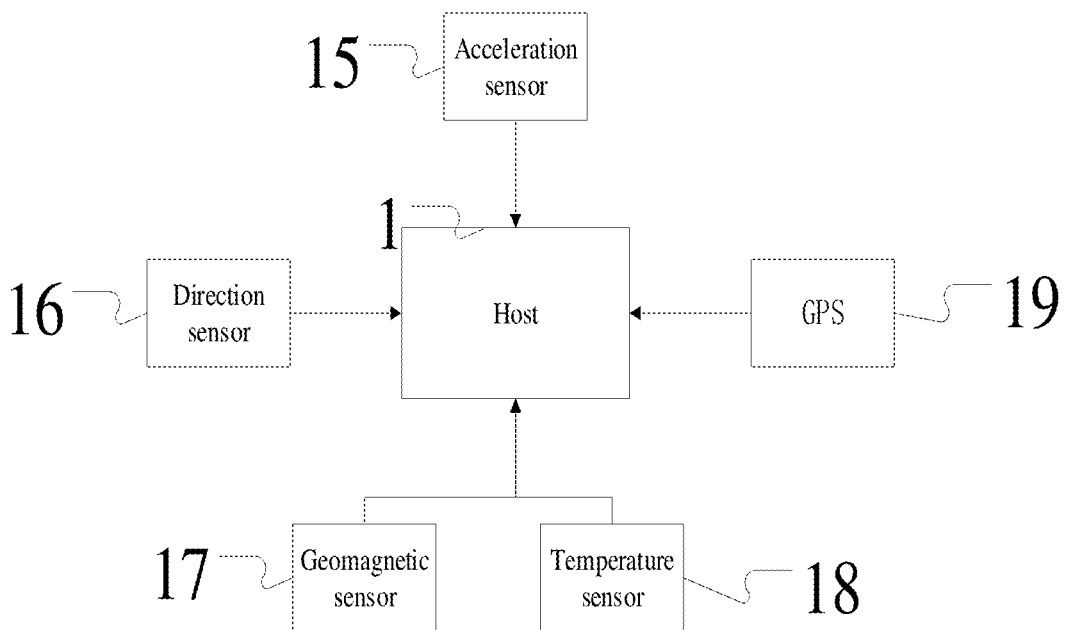 15
Acceleration
sensor
1
16
Direction
sensor
Host
GPS
19
17
Geomagnetic
sensor
Temperature
sensor
18